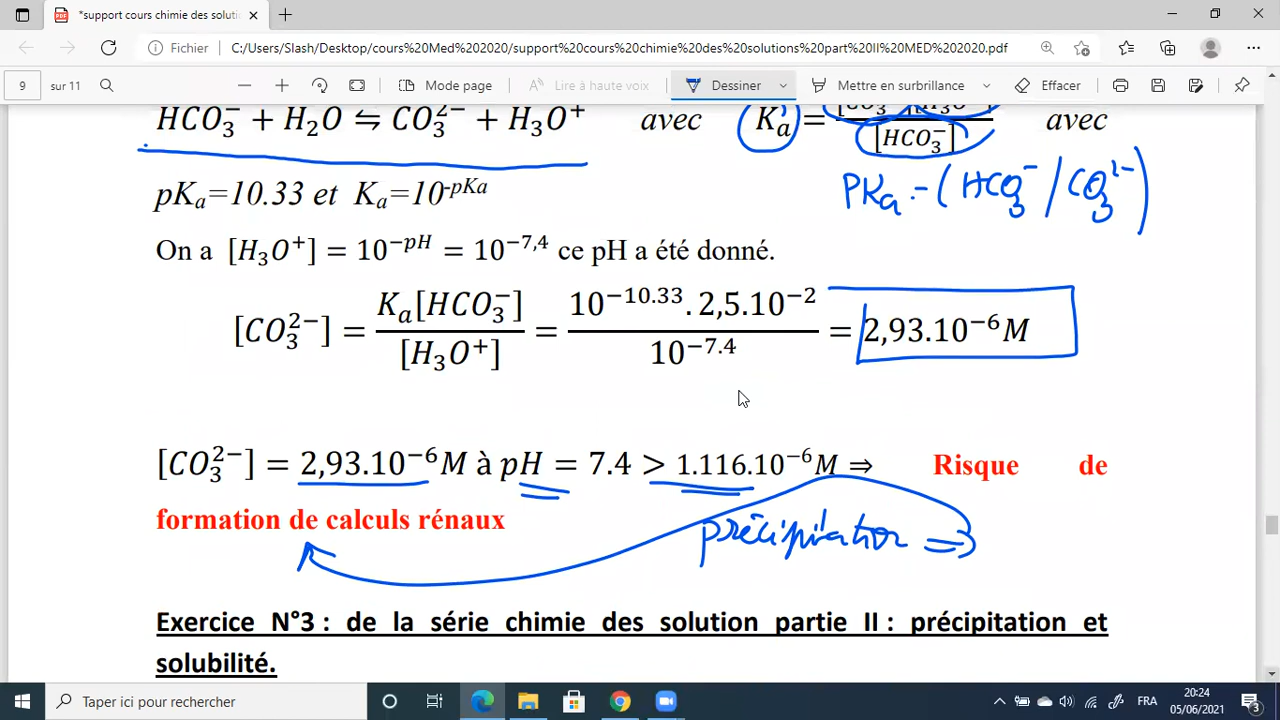 *support cours chimie des soluti
Fichier C:/Users/Slash/Desktop/cours%20Med%202020/support%20cours%20chimie%20des%20solutions%20part%20II%20MED%202020.pdf
9 sur 11 Mode page Lire à haute voix Dessiner Mettre en surbrillance Effacer
HCO₃⁻ + H₂O ⇋ CO₃²⁻ + H₃O⁺ avec Kₐ = [CO₃²⁻][H₃O⁺] / [HCO₃⁻] avec
pKₐ=10.33 et Kₐ=10^-pKa
PKa = (HCO₃⁻/CO₃²⁻)
On a [H₃O⁺] = 10^−pH = 10^−7,4 ce pH a été donné.
[CO₃²⁻] = Kₐ[HCO₃⁻] / [H₃O⁺] = 10^−10.33 . 2,5.10^−2 / 10^−7.4 = 2,93.10⁻⁶M
[CO₃²⁻] = 2,93.10⁻⁶M à pH = 7.4 > 1.116.10⁻⁶M ⇒ Risque de
formation de calculs rénaux
précipitation ⇒
Exercice N°3 : de la série chimie des solution partie II : précipitation et
solubilité.
Taper ici pour rechercher
FRA
20:24
05/06/2021
3